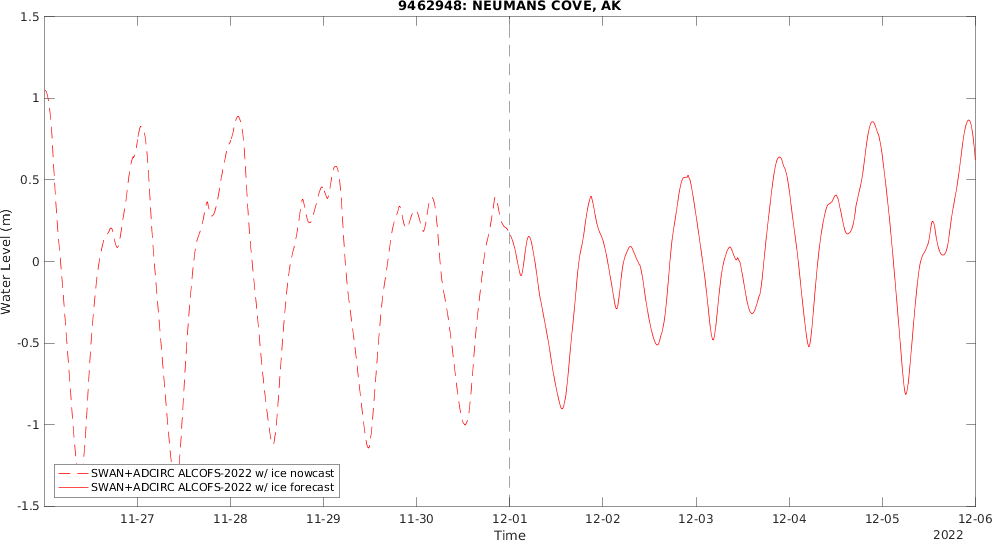 9462948: NEUMANS COVE, AK
1.5
1
0.5
0
-0.5
-1
-1.5
Water Level (m)
SWAN+ADCIRC ALCOFS-2022 w/ ice nowcast
SWAN+ADCIRC ALCOFS-2022 w/ ice forecast
11-27 11-28 11-29 11-30 12-01 12-02 12-03 12-04 12-05 12-06
Time
2022